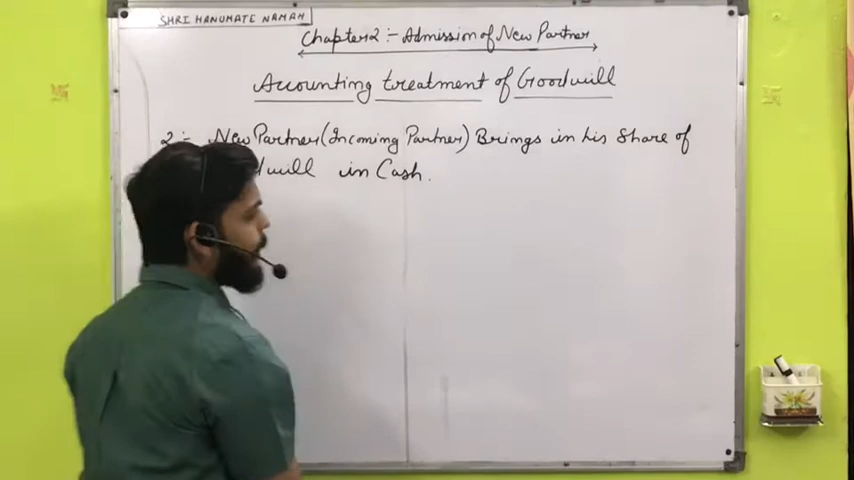 SHRI HANUMATE NAMAH
Chapter 2 :- Admission of New Partner
Accounting treatment of Goodwill
2 :- New Partner (Incoming Partner) Brings in his Share of
in Cash.